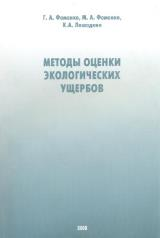 Г. А. Фоменко, М. А. Фоменко,
К.А. Лошадкин
МЕТОДЫ ОЦЕНКИ
ЭКОЛОГИЧЕСКИХ
УЩЕРБОВ
2008